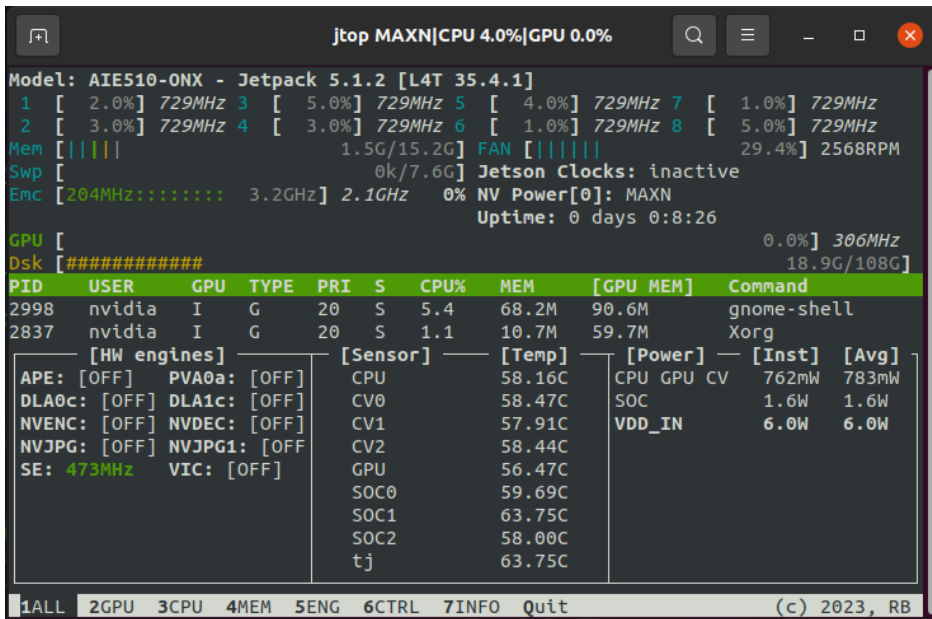 jtop MAXN|CPU 4.0%|GPU 0.0%
Model: AIE510-ONX - Jetpack 5.1.2 [L4T 35.4.1]
1 [ 2.0%] 729MHz 3 [ 5.0%] 729MHz 5 [ 4.0%] 729MHz 7 [ 1.0%] 729MHz
2 [ 3.0%] 729MHz 4 [ 3.0%] 729MHz 6 [ 1.0%] 729MHz 8 [ 5.0%] 729MHz
Mem [||||| 1.5G/15.2G] FAN [|||||| 29.4%] 2568RPM
Swp [ 0k/7.6G] Jetson Clocks: inactive
Emc [204MHz:::::::: 3.2GHz] 2.1GHz 0% NV Power[0]: MAXN
Uptime: 0 days 0:8:26
GPU [ 0.0%] 306MHz
Dsk [############ 18.9G/108G]
PID USER GPU TYPE PRI S CPU% MEM [GPU MEM] Command
2998 nvidia I G 20 S 5.4 68.2M 90.6M gnome-shell
2837 nvidia I G 20 S 1.1 10.7M 59.7M Xorg
[HW engines] [Sensor] [Temp] [Power] [Inst] [Avg]
APE: [OFF] PVA0a: [OFF] CPU 58.16C CPU GPU CV 762mW 783mW
DLA0c: [OFF] DLA1c: [OFF] CV0 58.47C SOC 1.6W 1.6W
NVENC: [OFF] NVDEC: [OFF] CV1 57.91C VDD_IN 6.0W 6.0W
NVJPG: [OFF] NVJPG1: [OFF CV2 58.44C
SE: 473MHz VIC: [OFF] GPU 56.47C
SOC0 59.69C
SOC1 63.75C
SOC2 58.00C
tj 63.75C
1ALL 2GPU 3CPU 4MEM 5ENG 6CTRL 7INFO Quit (c) 2023, RB